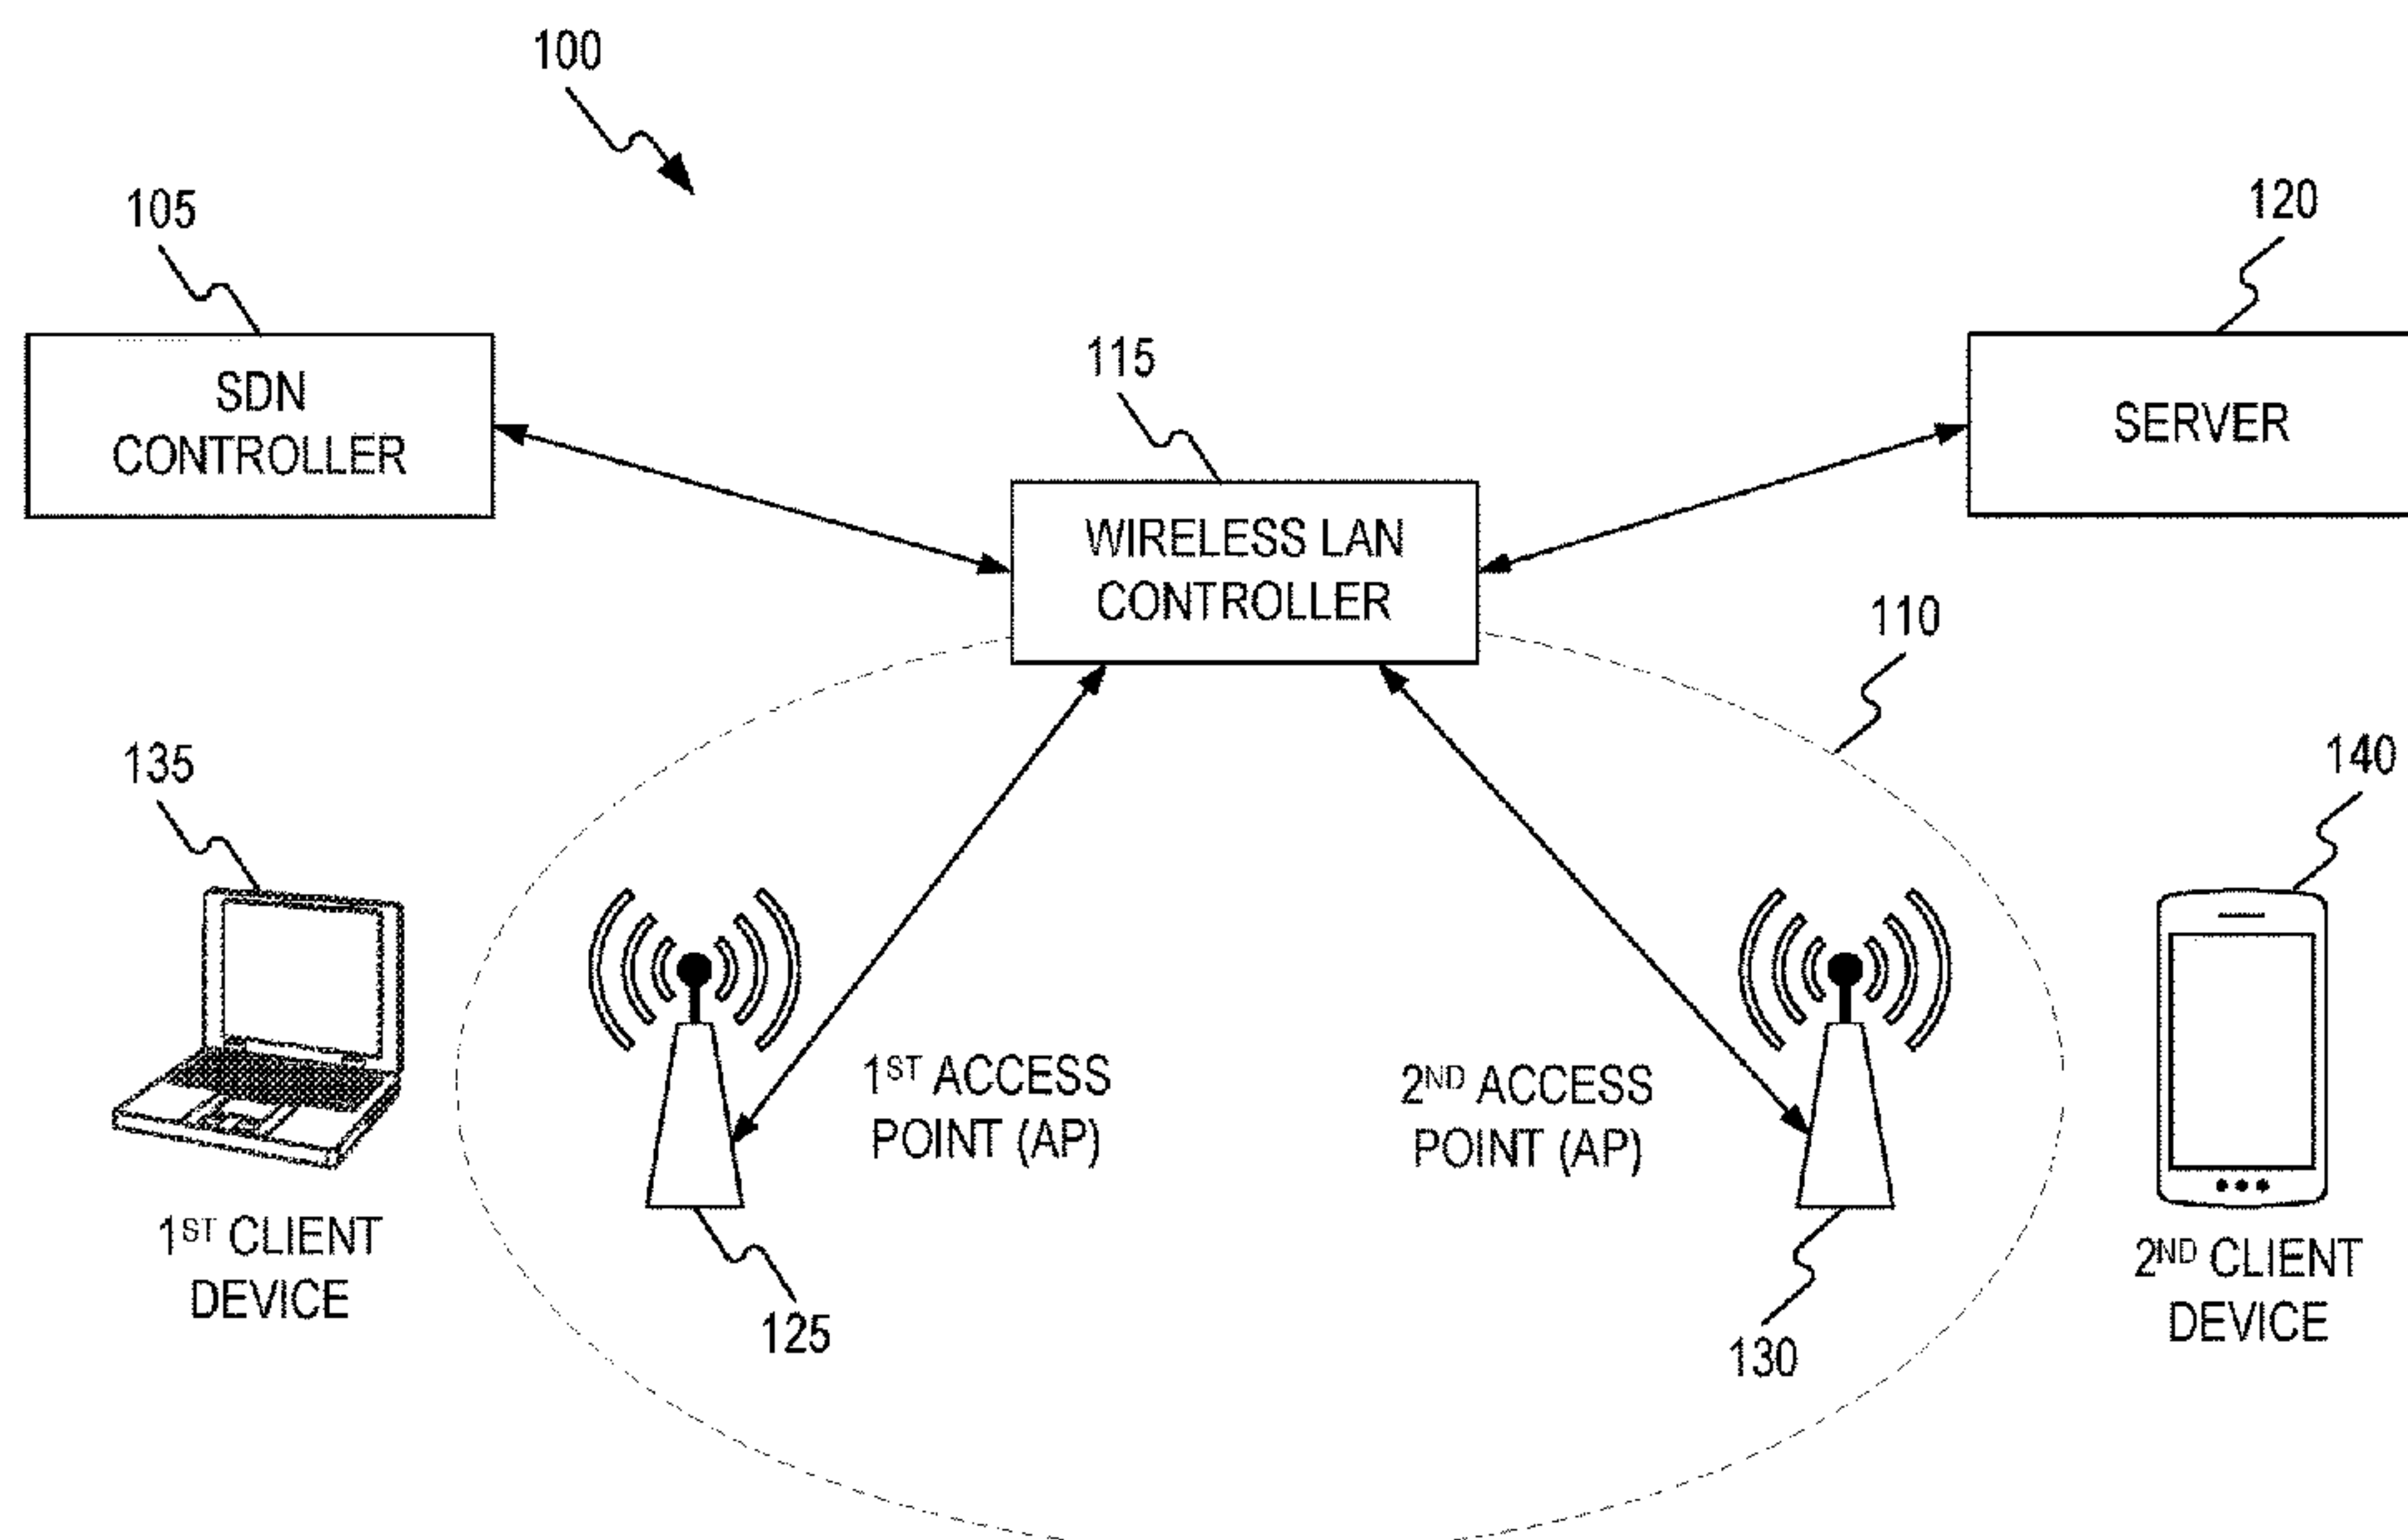 100
105
120
SDN
CONTROLLER
115
SERVER
WIRELESS LAN
CONTROLLER
110
135
140
1ST ACCESS
POINT (AP)
2ND ACCESS
POINT (AP)
1ST CLIENT
DEVICE
2ND CLIENT
DEVICE
125
130